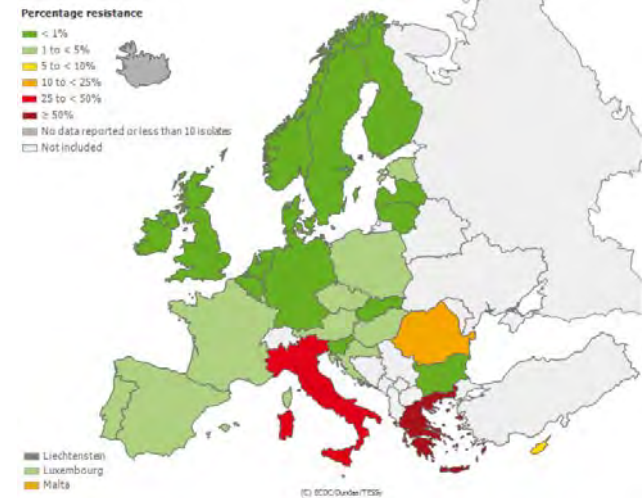 Percentage resistance
< 1%
1 to < 5%
5 to < 10%
10 to < 25%
25 to < 50%
≥ 50%
No data reported or less than 10 isolates
Not included
Liechtenstein
Luxembourg
Malta
(C) ECDC/Dundas/TESSy